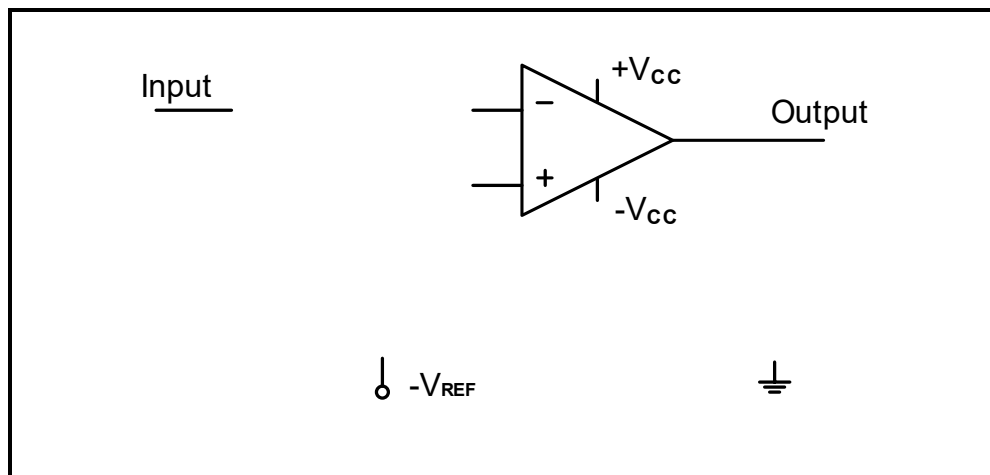 Input
−
+
+VCC
-VCC
Output
-VREF